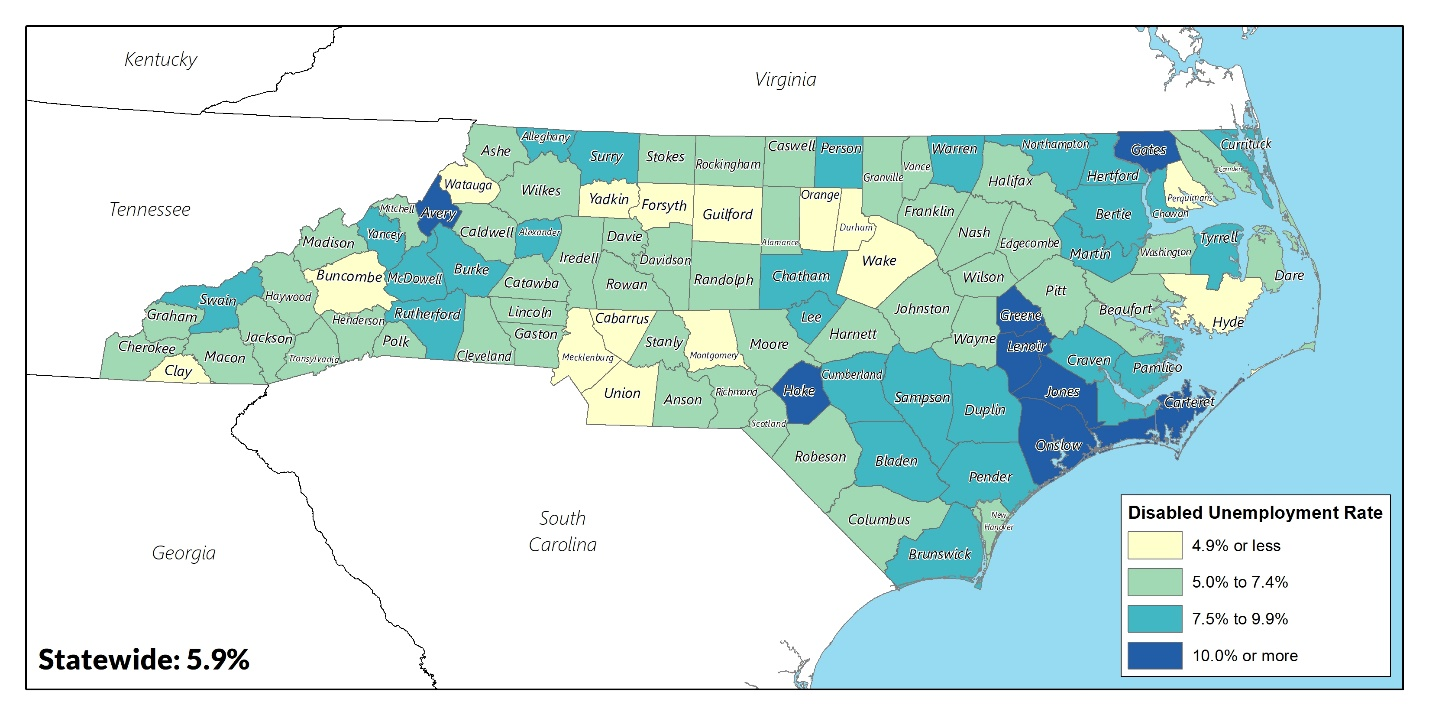 Kentucky
Virginia
Tennessee
Georgia
South
Carolina
Alleghany
Ashe
Surry
Stokes
Rockingham
Caswell
Person
Granville
Vance
Warren
Northampton
Gates
Currituck
Camden
Hertford
Halifax
Watauga
Wilkes
Yadkin
Forsyth
Guilford
Alamance
Orange
Durham
Franklin
Bertie
Chowan
Perquimans
Mitchell
Avery
Caldwell
Alexander
Yancey
Madison
Iredell
Davie
Davidson
Randolph
Chatham
Wake
Nash
Edgecombe
Martin
Washington
Tyrrell
Dare
Buncombe
McDowell
Burke
Catawba
Rowan
Wilson
Pitt
Beaufort
Hyde
Swain
Haywood
Graham
Jackson
Henderson
Rutherford
Lincoln
Gaston
Cabarrus
Stanly
Montgomery
Moore
Lee
Harnett
Johnston
Wayne
Greene
Lenoir
Craven
Pamlico
Cherokee
Macon
Clay
Transylvania
Polk
Cleveland
Mecklenburg
Union
Anson
Richmond
Scotland
Hoke
Cumberland
Sampson
Duplin
Jones
Carteret
Onslow
Robeson
Bladen
Pender
Columbus
New
Hanover
Brunswick
Disabled Unemployment Rate
4.9% or less
5.0% to 7.4%
7.5% to 9.9%
10.0% or more
Statewide: 5.9%